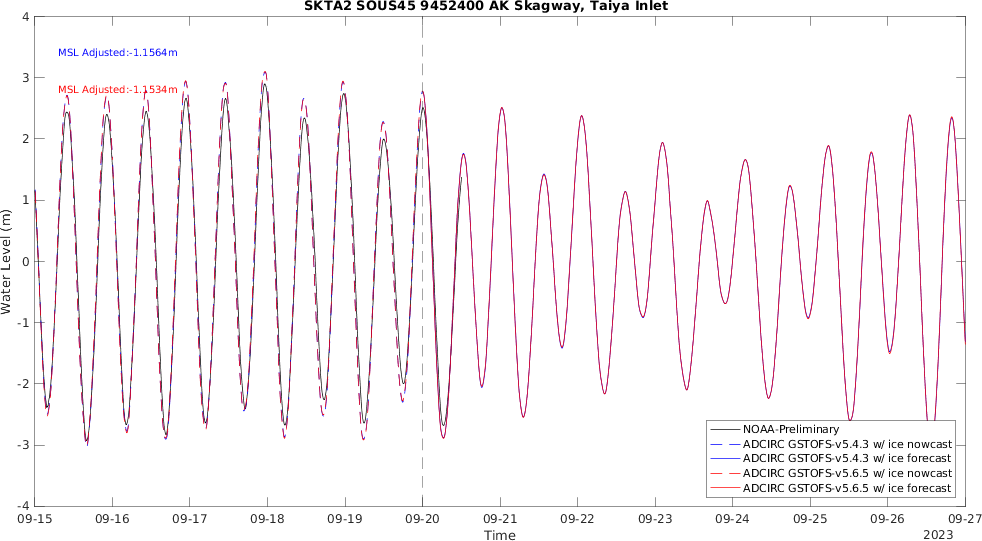 SKTA2 SOUS45 9452400 AK Skagway, Taiya Inlet
4
3
2
1
0
-1
-2
-3
-4
Water Level (m)
MSL Adjusted:-1.1564m
MSL Adjusted:-1.1534m
NOAA-Preliminary
ADCIRC GSTOFS-v5.4.3 w/ ice nowcast
ADCIRC GSTOFS-v5.4.3 w/ ice forecast
ADCIRC GSTOFS-v5.6.5 w/ ice nowcast
ADCIRC GSTOFS-v5.6.5 w/ ice forecast
09-15 09-16 09-17 09-18 09-19 09-20 09-21 09-22 09-23 09-24 09-25 09-26 09-27
Time
2023